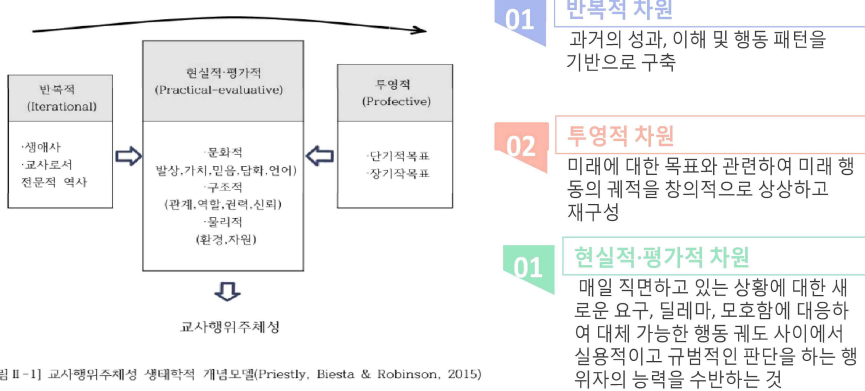 반복적
(Iterational)
·생애사
·교사로서
전문적 역사
현실적·평가적
(Practical-evaluative)
·문화적
발상,가치,믿음,담화,언어)
·구조적
(관계,역할,권력,신뢰)
·물리적
(환경,자원)
투영적
(Profective)
·단기적목표
·장기작목표
교사행위주체성
림 Ⅱ-1] 교사행위주체성 생태학적 개념모델(Priestly, Biesta & Robinson, 2015)
01 반복적 차원
과거의 성과, 이해 및 행동 패턴을
기반으로 구축
02 투영적 차원
미래에 대한 목표와 관련하여 미래 행
동의 궤적을 창의적으로 상상하고
재구성
01 현실적·평가적 차원
매일 직면하고 있는 상황에 대한 새
로운 요구, 딜레마, 모호함에 대응하
여 대체 가능한 행동 궤도 사이에서
실용적이고 규범적인 판단을 하는 행
위자의 능력을 수반하는 것